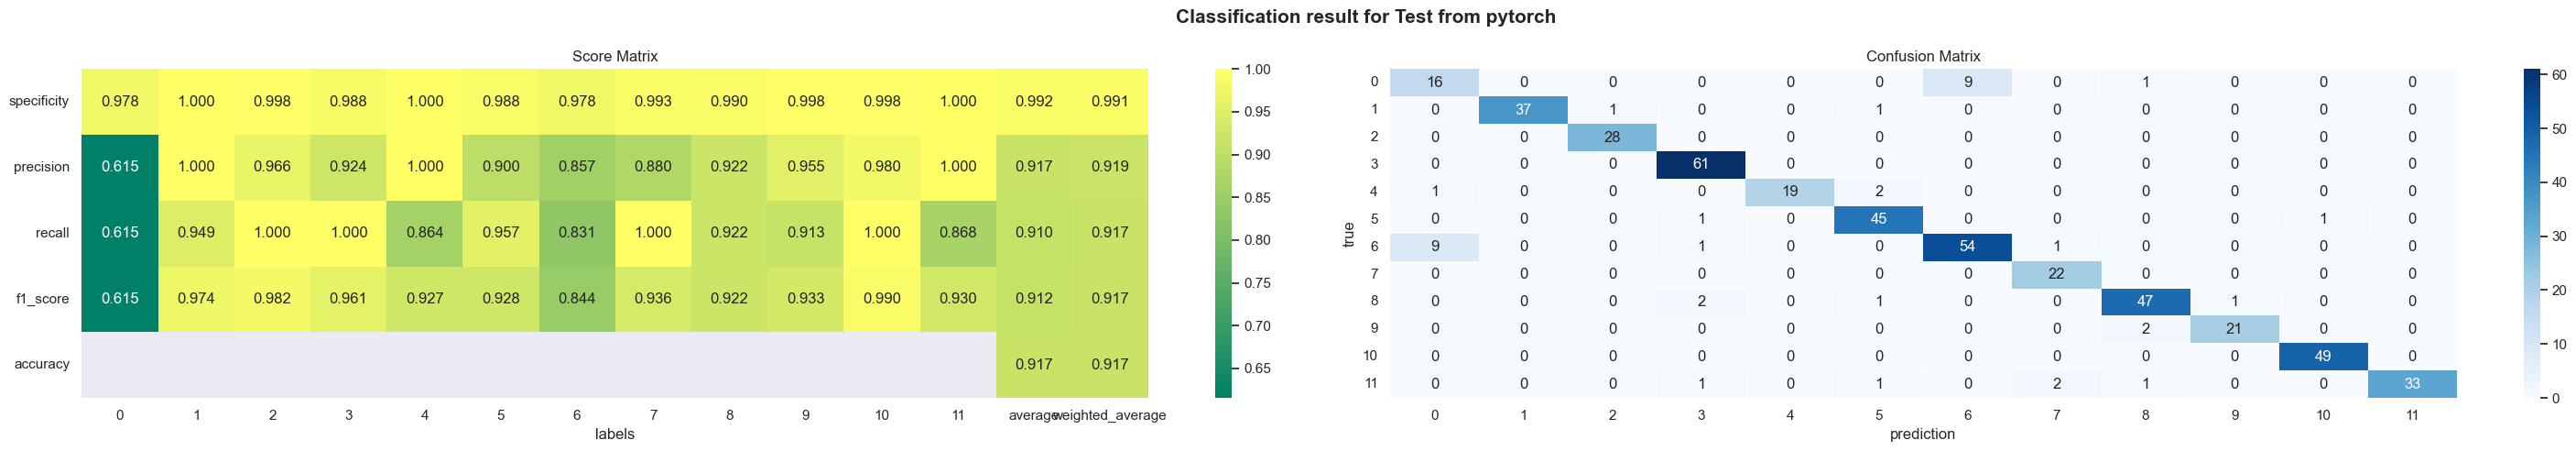 Classification result for Test from pytorch
Score Matrix
specificity 0.978 1.000 0.998 0.988 1.000 0.988 0.978 0.993 0.990 0.998 0.998 1.000 0.992 0.991
precision 0.615 1.000 0.966 0.924 1.000 0.900 0.857 0.880 0.922 0.955 0.980 1.000 0.917 0.919
recall 0.615 0.949 1.000 1.000 0.864 0.957 0.831 1.000 0.922 0.913 1.000 0.868 0.910 0.917
f1_score 0.615 0.974 0.982 0.961 0.927 0.928 0.844 0.936 0.922 0.933 0.990 0.930 0.912 0.917
accuracy 0.917 0.917
0 1 2 3 4 5 6 7 8 9 10 11 average weighted_average
labels
1.00
0.95
0.90
0.85
0.80
0.75
0.70
0.65
Confusion Matrix
true
0 16 0 0 0 0 0 9 0 1 0 0 0
1 0 37 1 0 0 1 0 0 0 0 0 0
2 0 0 28 0 0 0 0 0 0 0 0 0
3 0 0 0 61 0 0 0 0 0 0 0 0
4 1 0 0 0 19 2 0 0 0 0 0 0
5 0 0 0 1 0 45 0 0 0 0 1 0
6 9 0 0 1 0 0 54 1 0 0 0 0
7 0 0 0 0 0 0 0 22 0 0 0 0
8 0 0 0 2 0 1 0 0 47 1 0 0
9 0 0 0 0 0 0 0 0 2 21 0 0
10 0 0 0 0 0 0 0 0 0 0 49 0
11 0 0 0 1 0 1 0 2 1 0 0 33
0 1 2 3 4 5 6 7 8 9 10 11
prediction
60
50
40
30
20
10
0